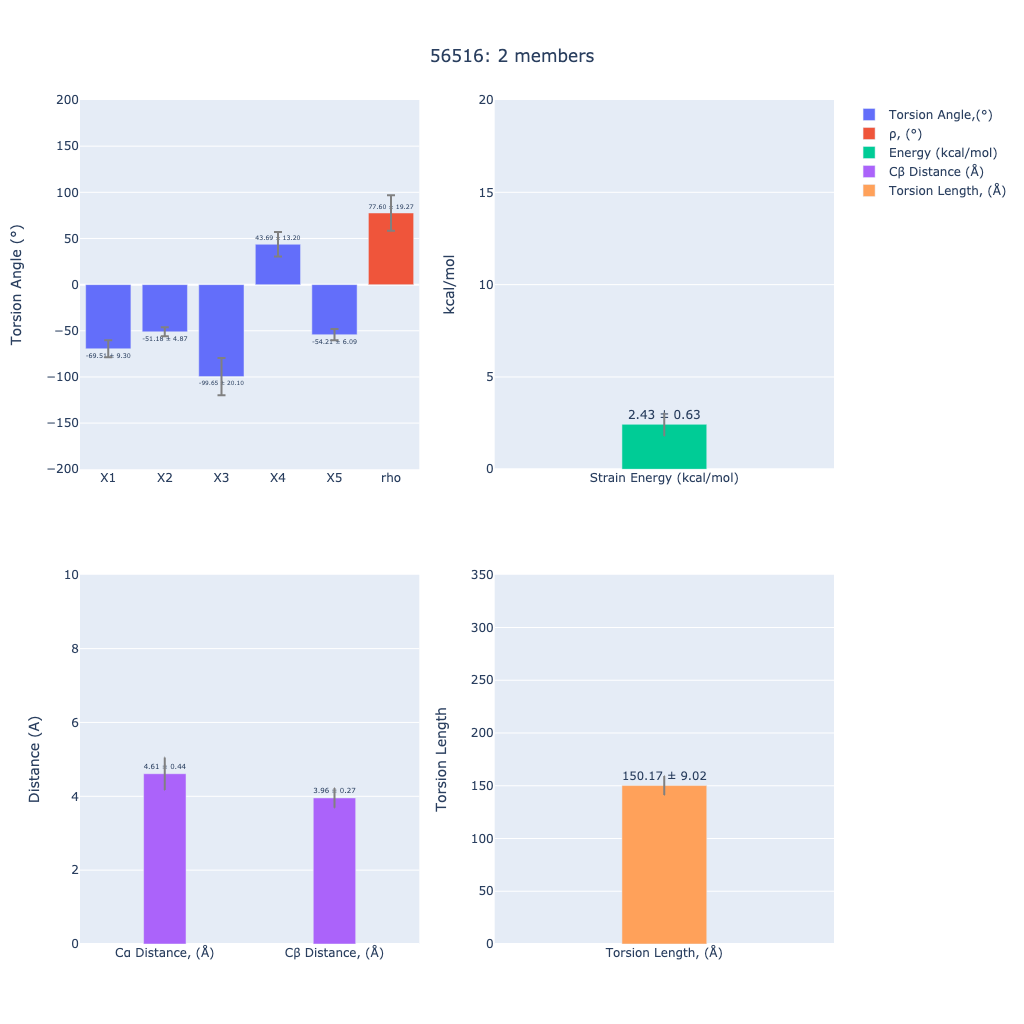 56516: 2 members
200
150
100
50
0
−50
−100
−150
−200
Torsion Angle (°)
77.60 ± 19.27
43.69 ± 13.20
-69.51 ± 9.30
-51.18 ± 4.87
-99.65 ± 20.10
-54.21 ± 6.09
X1 X2 X3 X4 X5 rho
20
15
10
5
0
kcal/mol
2.43 ± 0.63
Strain Energy (kcal/mol)
Torsion Angle,(°)
ρ, (°)
Energy (kcal/mol)
Cβ Distance (Å)
Torsion Length, (Å)
10
8
6
4
2
0
Distance (A)
4.61 ± 0.44
3.96 ± 0.27
Cα Distance, (Å) Cβ Distance, (Å)
350
300
250
200
150
100
50
0
Torsion Length
150.17 ± 9.02
Torsion Length, (Å)